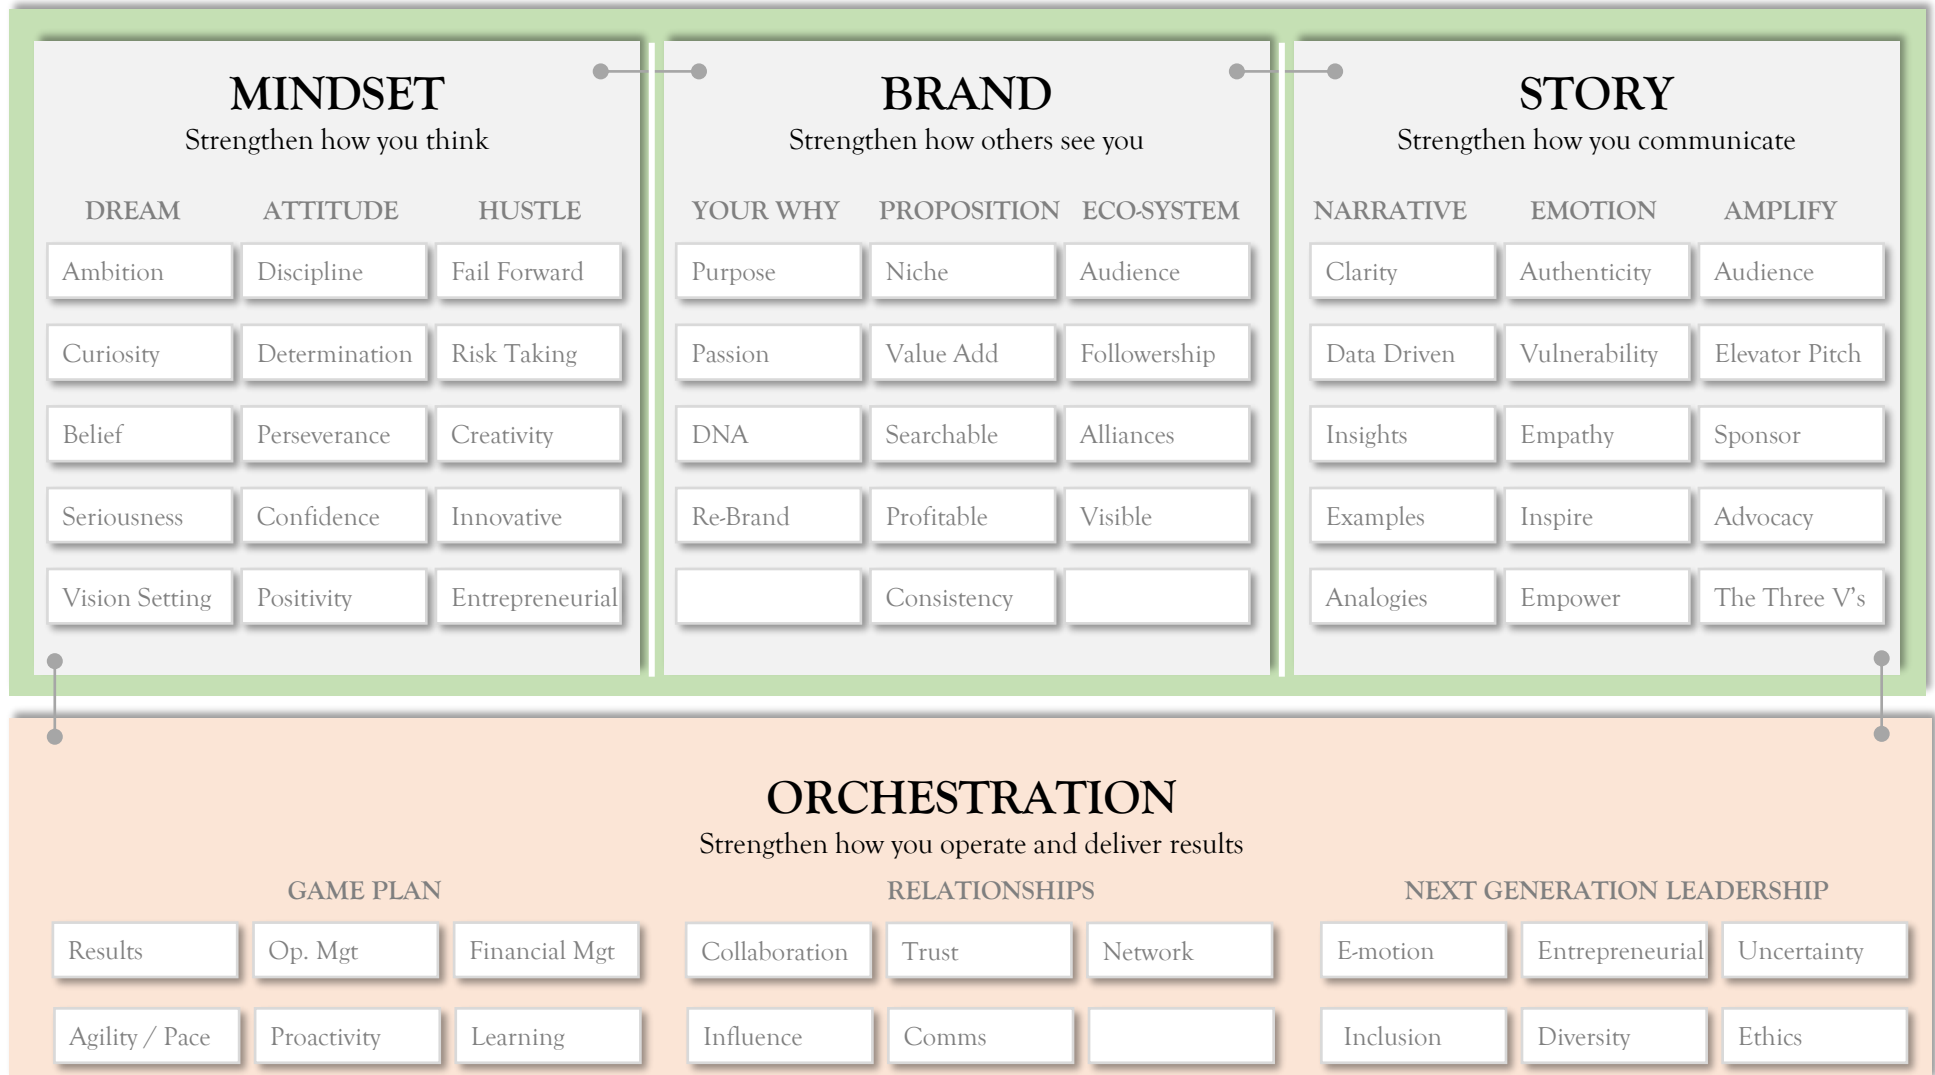 MINDSET
Strengthen how you think
DREAM ATTITUDE HUSTLE
Ambition Discipline Fail Forward
Curiosity Determination Risk Taking
Belief Perseverance Creativity
Seriousness Confidence Innovative
Vision Setting Positivity Entrepreneurial
BRAND
Strengthen how others see you
YOUR WHY PROPOSITION ECO-SYSTEM
Purpose Niche Audience
Passion Value Add Followership
DNA Searchable Alliances
Re-Brand Profitable Visible
Consistency
STORY
Strengthen how you communicate
NARRATIVE EMOTION AMPLIFY
Clarity Authenticity Audience
Data Driven Vulnerability Elevator Pitch
Insights Empathy Sponsor
Examples Inspire Advocacy
Analogies Empower The Three V’s
ORCHESTRATION
Strengthen how you operate and deliver results
GAME PLAN
Results Op. Mgt Financial Mgt
Agility / Pace Proactivity Learning
RELATIONSHIPS
Collaboration Trust Network
Influence Comms
NEXT GENERATION LEADERSHIP
E-motion Entrepreneurial Uncertainty
Inclusion Diversity Ethics